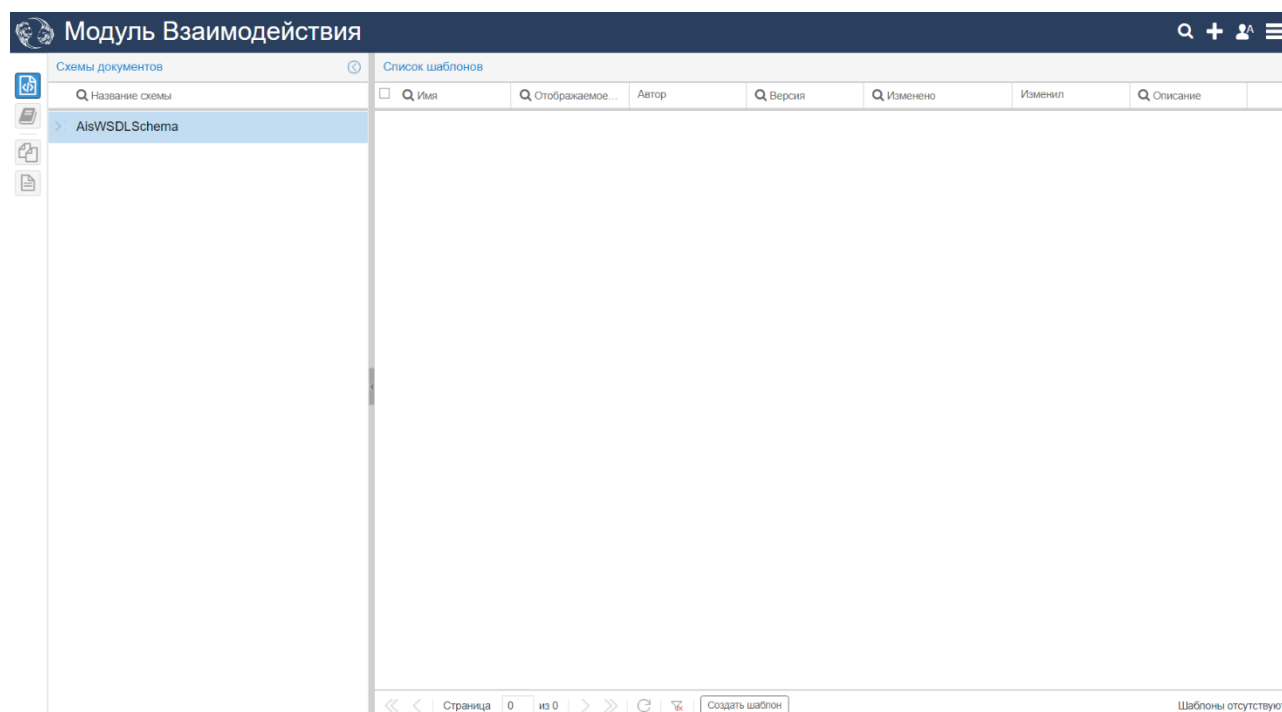 Модуль Взаимодействия
Схемы документов
Список шаблонов
Название схемы
Имя
Отображаемое...
Автор
Версия
Изменено
Изменил
Описание
AisWSDLSchema
Страница 0 из 0
Создать шаблон
Шаблоны отсутствую